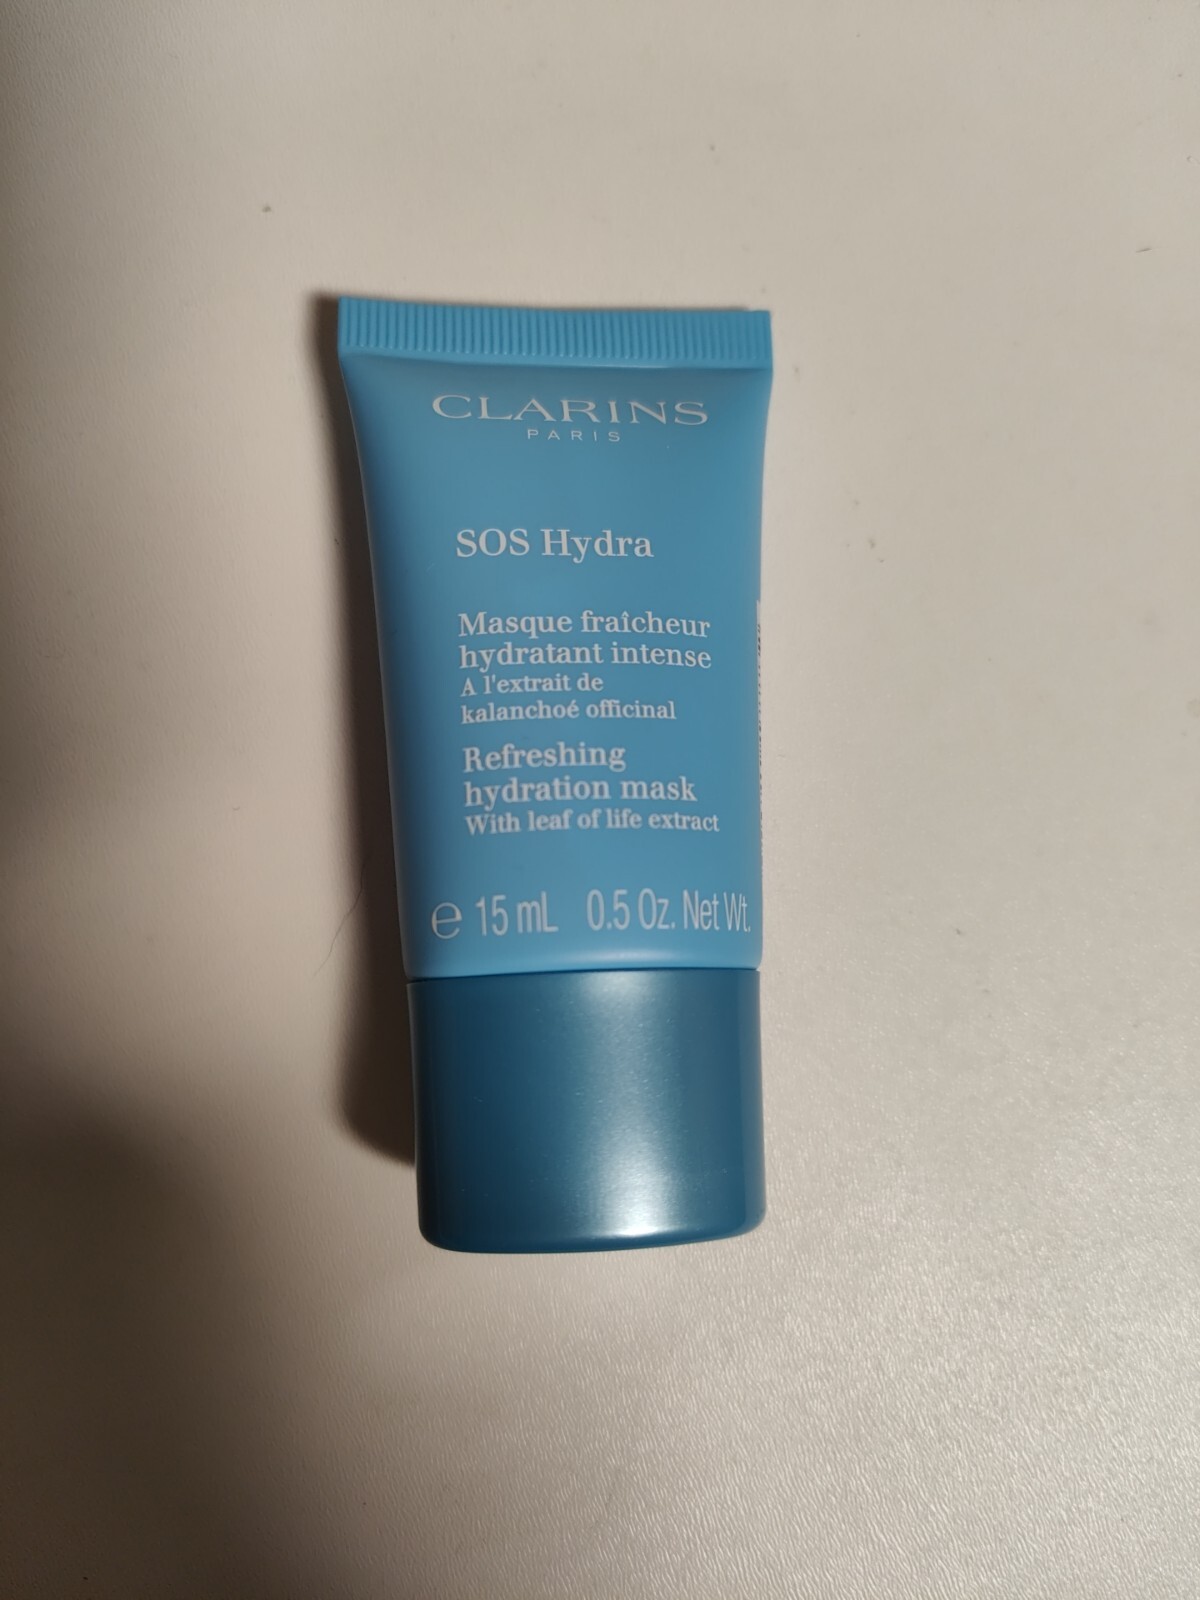 CLARINS
PARIS
SOS Hydra
Masque fraîcheur
hydratant intense
A l'extrait de
kalanchoé officinal
Refreshing
hydration mask
With leaf of life extract
℮ 15 mL 0.5 Oz. Net Wt.